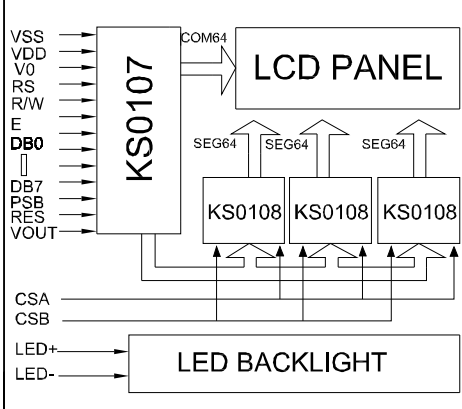 VSS
VDD
V0
RS
R/W
E
DB0
DB7
PSB
RES
VOUT
KS0107
COM64
LCD PANEL
SEG64
SEG64
SEG64
KS0108
KS0108
KS0108
CSA
CSB
LED+
LED-
LED BACKLIGHT